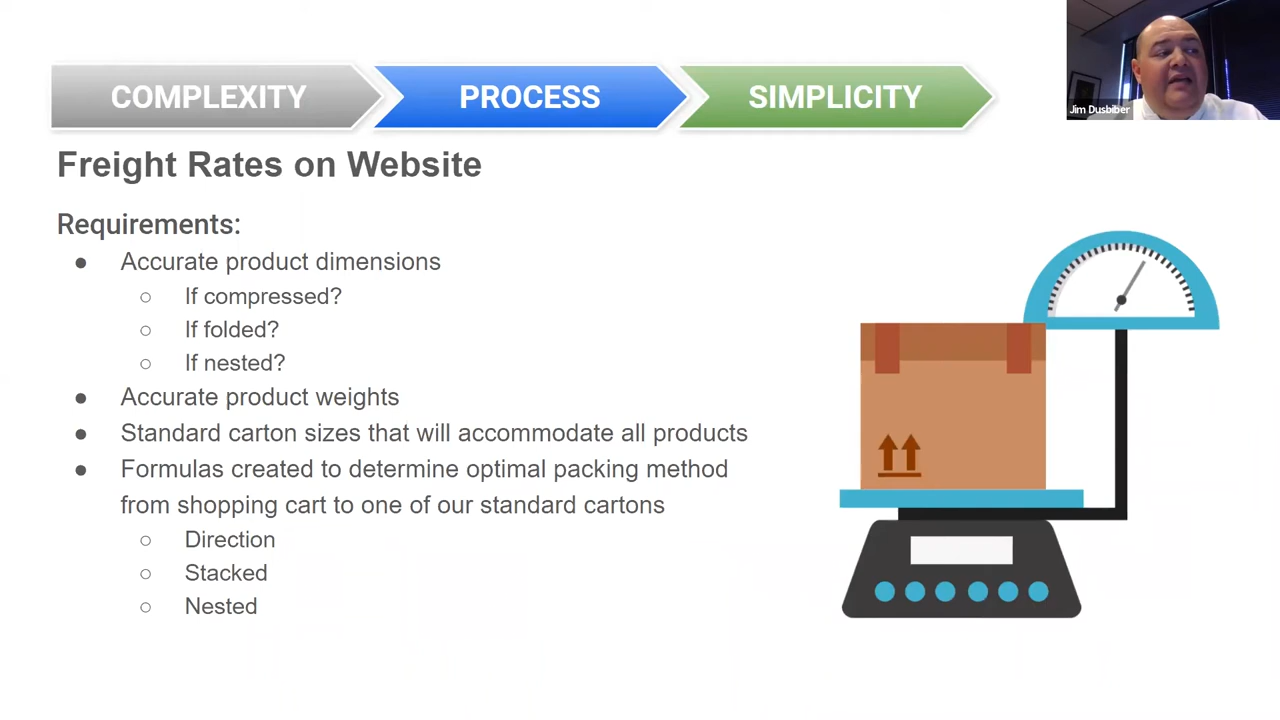 COMPLEXITY PROCESS SIMPLICITY
Jim Dusbiber
Freight Rates on Website
Requirements:
● Accurate product dimensions
○ If compressed?
○ If folded?
○ If nested?
● Accurate product weights
● Standard carton sizes that will accommodate all products
● Formulas created to determine optimal packing method
from shopping cart to one of our standard cartons
○ Direction
○ Stacked
○ Nested